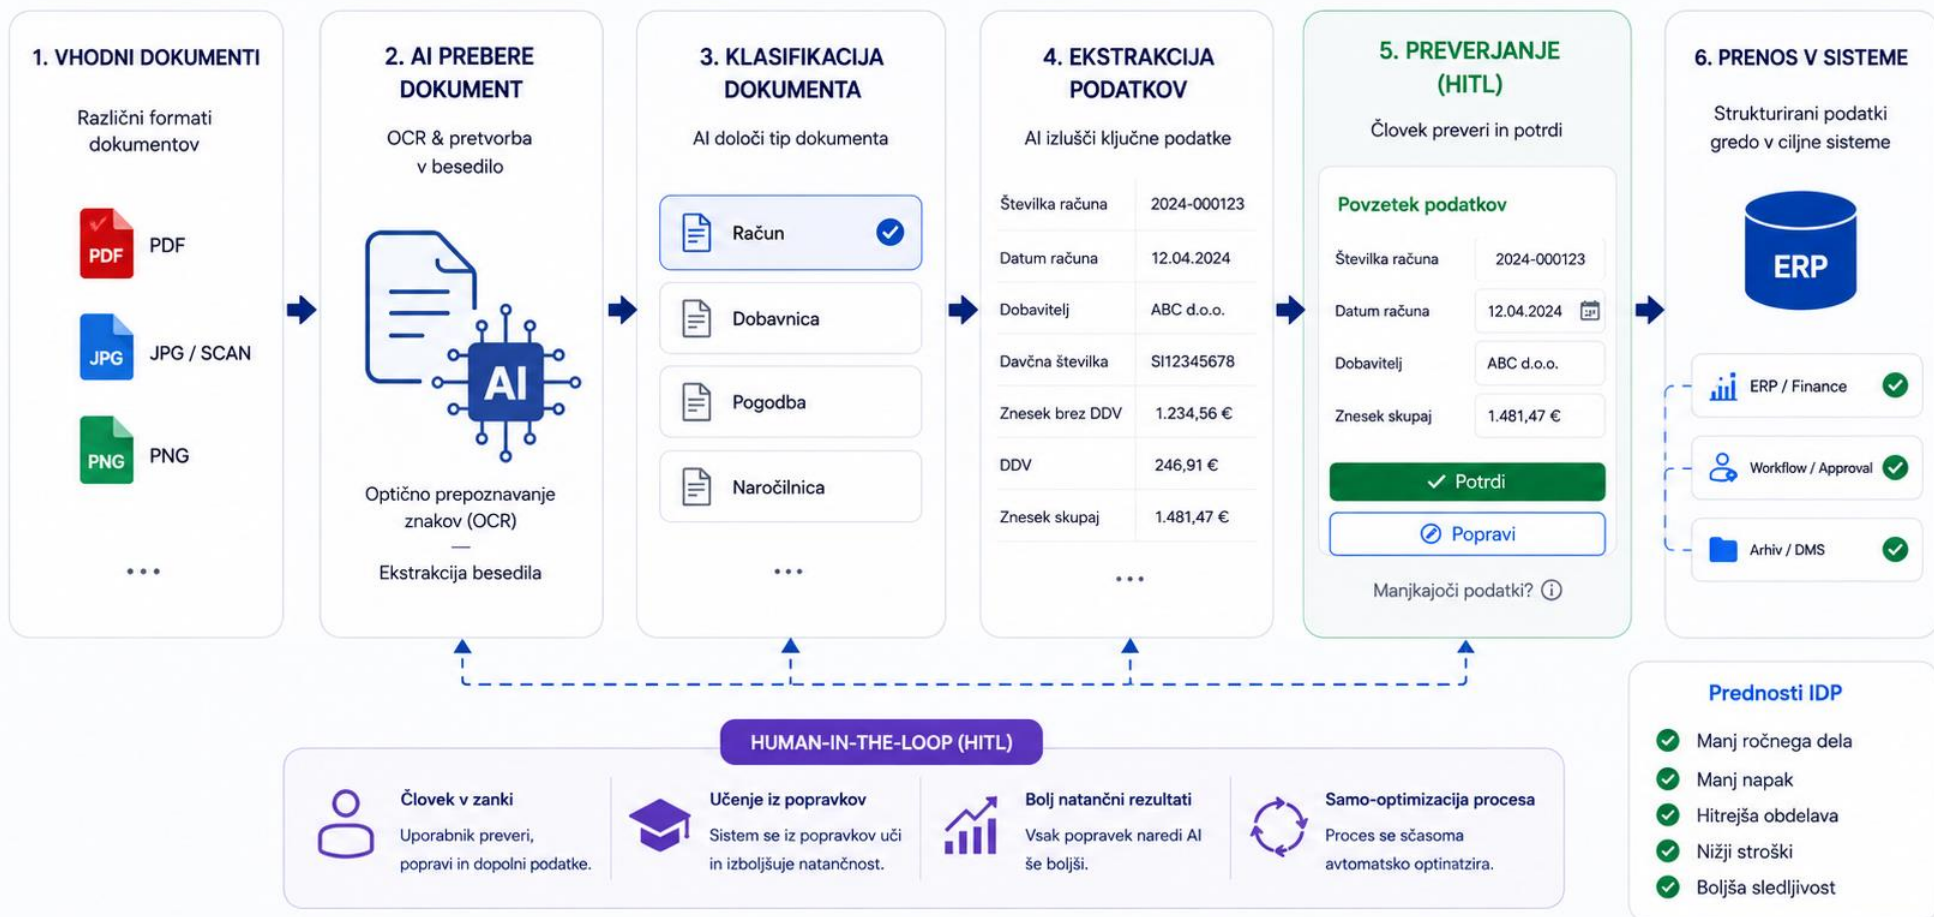 1. VHODNI DOKUMENTI
Različni formati
dokumentov
PDF
PDF
JPG
JPG / SCAN
PNG
PNG
...
2. AI PREBERE
DOKUMENT
OCR & pretvorba
v besedilo
AI
Optično prepoznavanje
znakov (OCR)
—
Ekstrakcija besedila
3. KLASIFIKACIJA
DOKUMENTA
AI določi tip dokumenta
Račun
Dobavnica
Pogodba
Naročilnica
...
4. EKSTRAKCIJA
PODATKOV
AI izlušči ključne podatke
Številka računa 2024-000123
Datum računa 12.04.2024
Dobavitelj ABC d.o.o.
Davčna številka SI12345678
Znesek brez DDV 1.234,56 €
DDV 246,91 €
Znesek skupaj 1.481,47 €
...
5. PREVERJANJE
(HITL)
Človek preveri in potrdi
Povzetek podatkov
Številka računa 2024-000123
Datum računa 12.04.2024
Dobavitelj ABC d.o.o.
Znesek skupaj 1.481,47 €
Potrdi
Popravi
Manjkajoči podatki?
6. PRENOS V SISTEME
Strukturirani podatki
gredo v ciljne sisteme
ERP
ERP / Finance
Workflow / Approval
Arhiv / DMS
HUMAN-IN-THE-LOOP (HITL)
Človek v zanki
Uporabnik preveri,
popravi in dopolni podatke.
Učenje iz popravkov
Sistem se iz popravkov uči
in izboljšuje natančnost.
Bolj natančni rezultati
Vsak popravek naredi AI
še boljši.
Samo-optimizacija procesa
Proces se sčasoma
avtomatsko optinatzira.
Prednosti IDP
Manj ročnega dela
Manj napak
Hitrejša obdelava
Nižji stroški
Boljša sledljivost